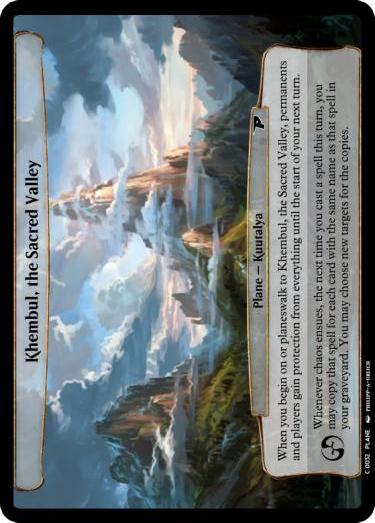 Khembul, the Sacred Valley
Plane — Kuutalya
When you begin on or planeswalk to Khembul, the Sacred Valley, permanents
and players gain protection from everything until the start of your next turn.
Whenever chaos ensues, the next time you cast a spell this turn, you
may copy that spell for each card with the same name as that spell in
your graveyard. You may choose new targets for the copies.
C 0052 PLANE PHILIPP-A-URLICH